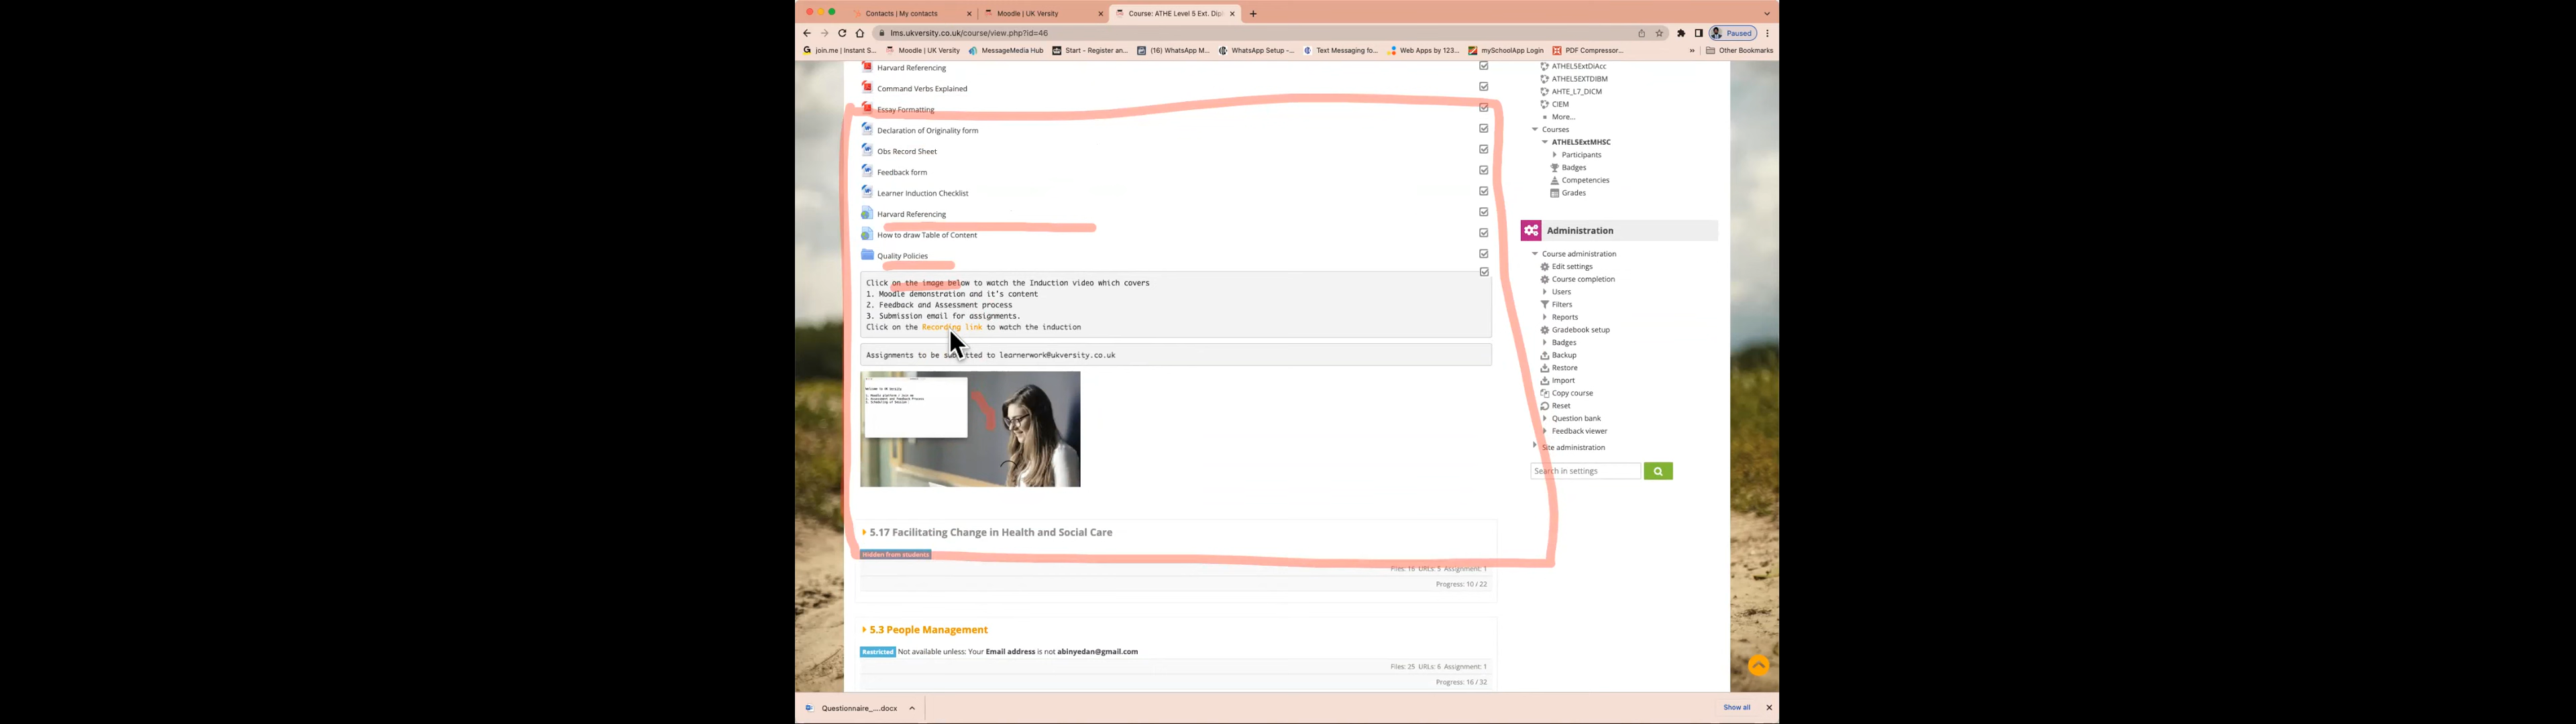 Contacts | My contacts
Moodle | UK Versity
Course: ATHE Level 5 Ext. Dipl
lms.ukversity.co.uk/course/view.php?id=46
Paused
join.me | Instant S...
Moodle | UK Versity
MessageMedia Hub
Start - Register an...
(16) WhatsApp M...
WhatsApp Setup -...
Text Messaging fo...
Web Apps by 123...
mySchoolApp Login
PDF Compressor...
»
Other Bookmarks
Harvard Referencing
Command Verbs Explained
Essay Formatting
Declaration of Originality form
Obs Record Sheet
Feedback form
Learner Induction Checklist
Harvard Referencing
How to draw Table of Content
Quality Policies
Click on the image below to watch the Induction video which covers
1. Moodle demonstration and it's content
2. Feedback and Assessment process
3. Submission email for assignments.
Click on the Recording link to watch the induction
Assignments to be submitted to learnerwork@ukversity.co.uk
5.17 Facilitating Change in Health and Social Care
Hidden from students
Files: 16 URLs: 5 Assignment: 1
Progress: 10 / 22
5.3 People Management
Restricted Not available unless: Your Email address is not abinyedan@gmail.com
Files: 25 URLs: 6 Assignment: 1
Progress: 16 / 32
ATHEL5ExtDiAcc
ATHEL5EXTDIBM
AHTE_L7_DICM
CIEM
More...
Courses
ATHEL5ExtMHSC
Participants
Badges
Competencies
Grades
Administration
Course administration
Edit settings
Course completion
Users
Filters
Reports
Gradebook setup
Badges
Backup
Restore
Import
Copy course
Reset
Question bank
Feedback viewer
Site administration
Search in settings
Questionnaire_....docx
Show all